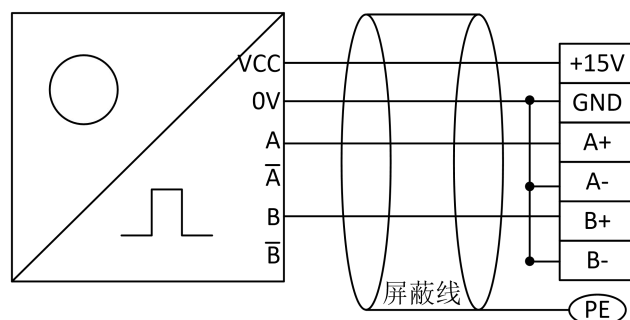 VCC +15V
0V GND
A A+
A̅ A-
B B+
B̅ B-
屏蔽线 PE